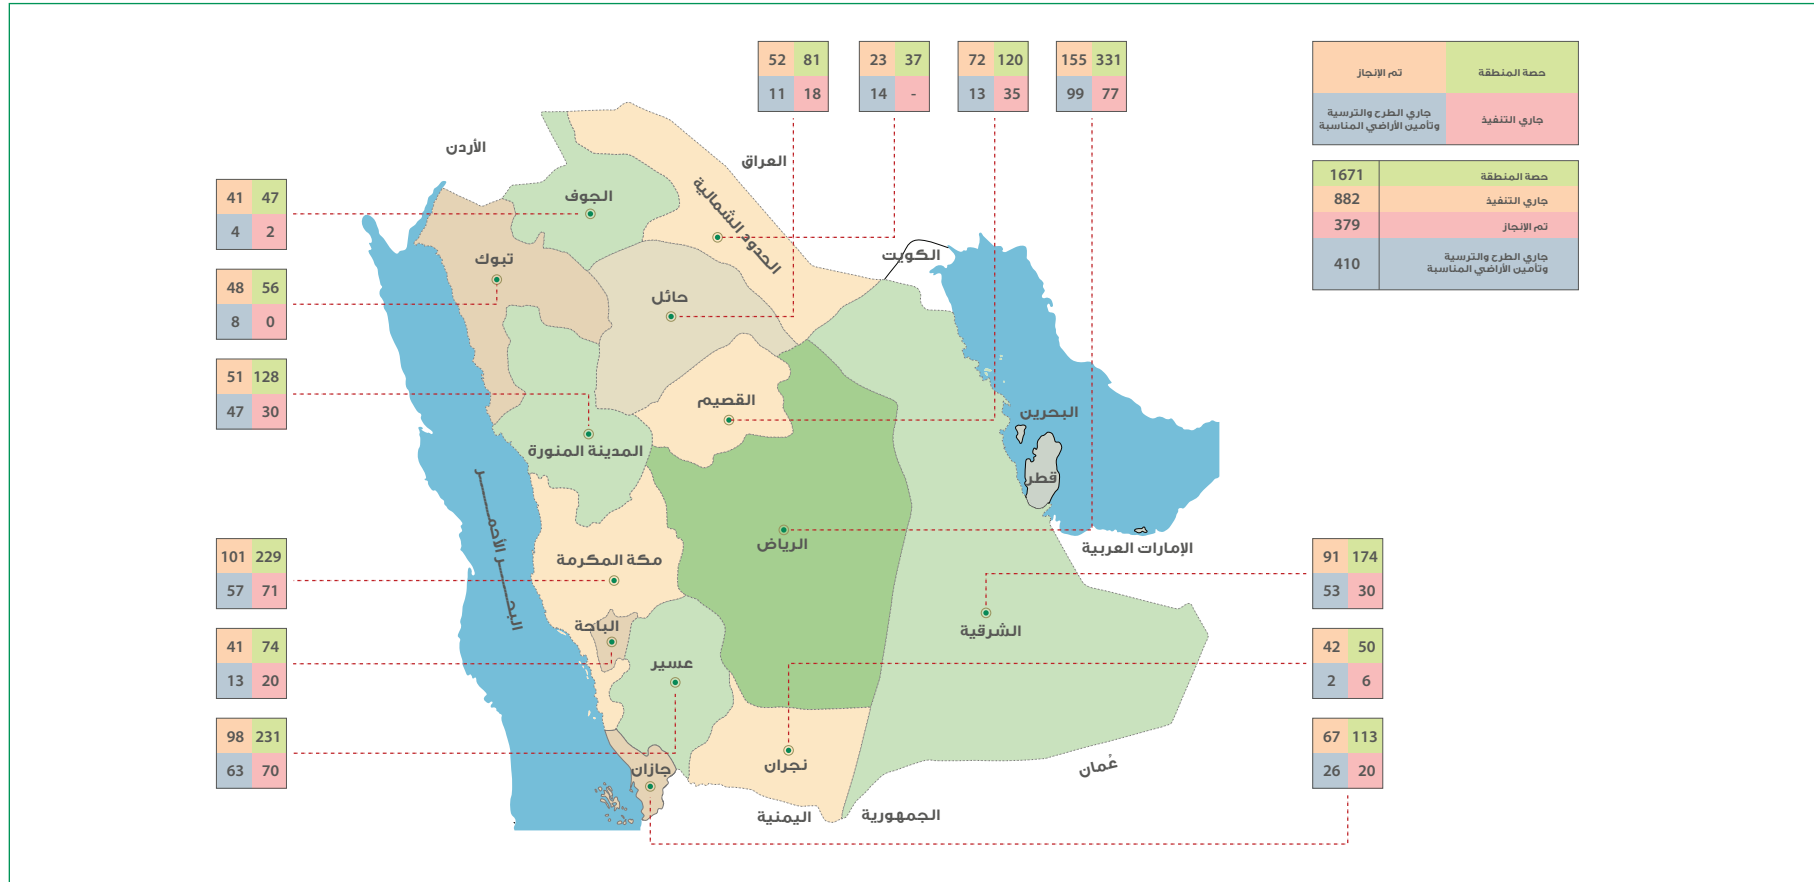 81 52
18 11
37 23
- 14
120 72
35 13
331 155
77 99
حصة المنطقة
تم الإنجاز
جاري التنفيذ
جاري الطرح والترسية
وتأمين الأراضي المناسبة
حصة المنطقة 1671
جاري التنفيذ 882
تم الإنجاز 379
جاري الطرح والترسية
وتأمين الأراضي المناسبة
410
الأردن
العراق
الكويت
البحرين
قطر
الإمارات العربية
عُمان
الجمهورية
اليمنية
البحـــــر الأحمـــــر
الجوف
الحدود الشمالية
تبوك
حائل
القصيم
المدينة المنورة
الرياض
مكة المكرمة
الباحة
عسير
الشرقية
نجران
جازان
47 41
2 4
56 48
0 8
128 51
30 47
229 101
71 57
74 41
20 13
231 98
70 63
174 91
30 53
50 42
6 2
113 67
20 26